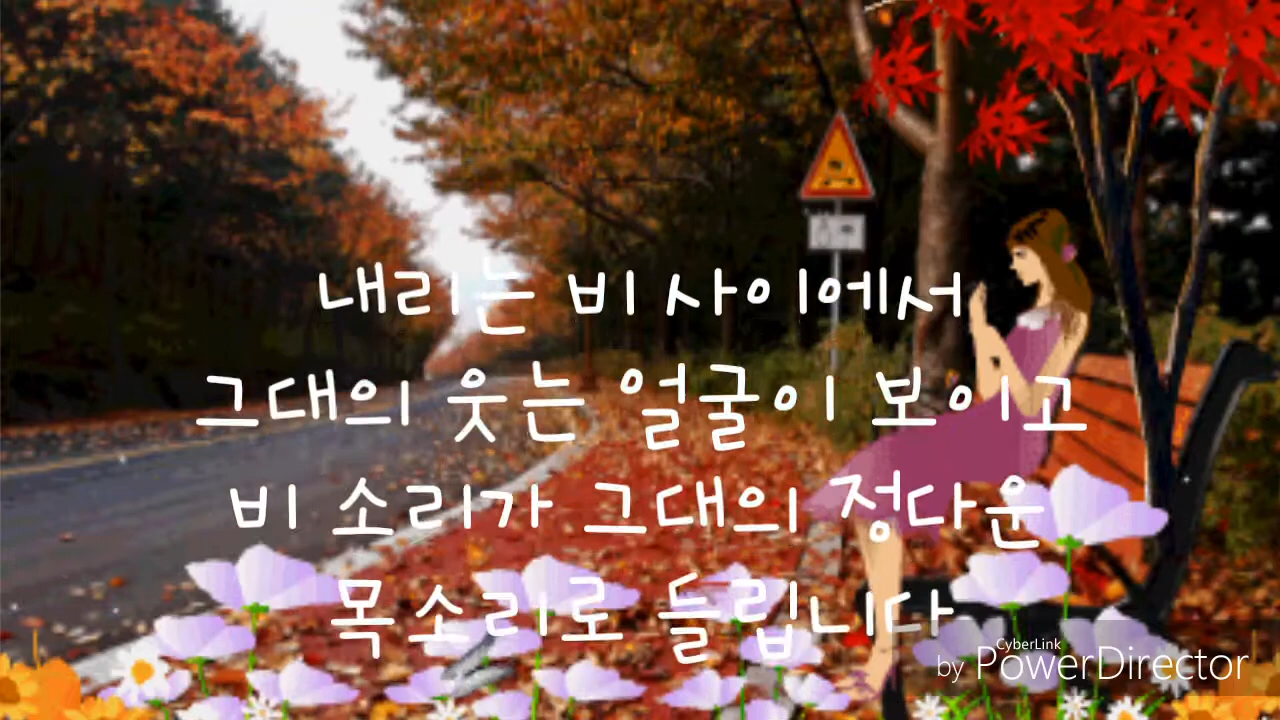 내리는 비 사이에서
그대의 웃는 얼굴이 보이고
비 소리가 그대의 정다운
목소리로 들립니다
CyberLink
by PowerDirector